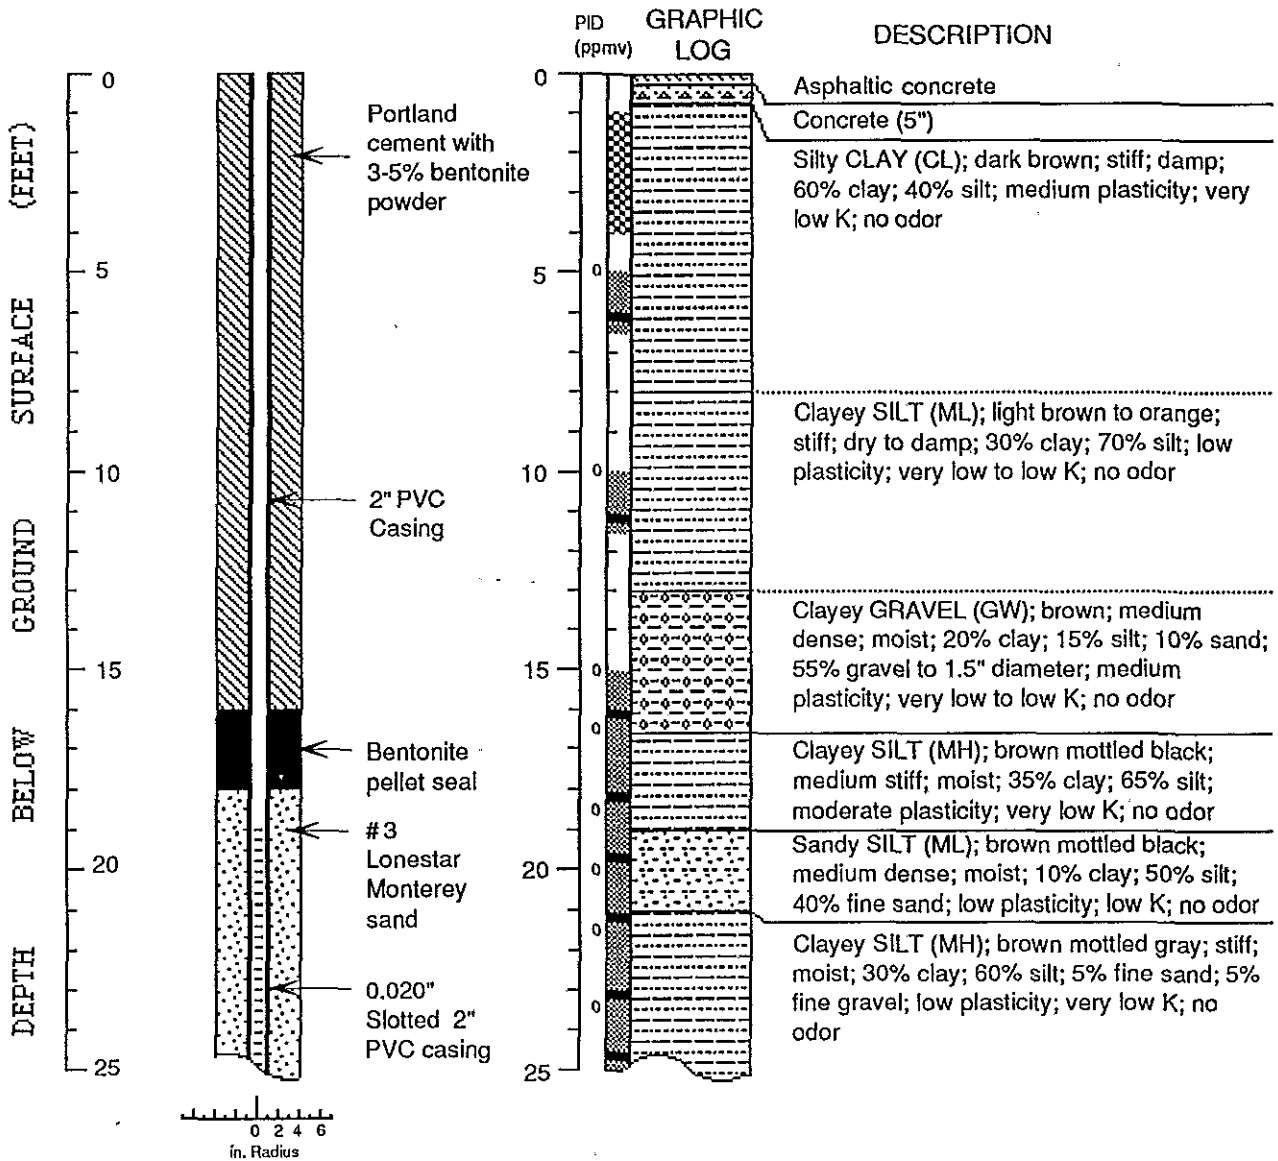 PID
(ppmv)
GRAPHIC
LOG
DESCRIPTION
DEPTH BELOW GROUND SURFACE (FEET)
0
5
10
15
20
25
Portland
cement with
3-5% bentonite
powder
2" PVC
Casing
Bentonite
pellet seal
#3
Lonestar
Monterey
sand
0.020"
Slotted 2"
PVC casing
0 2 4 6
in. Radius
0
5
10
15
20
25
0
0
0
0
0
0
0
0
Asphaltic concrete
Concrete (5")
Silty CLAY (CL); dark brown; stiff; damp;
60% clay; 40% silt; medium plasticity; very
low K; no odor
Clayey SILT (ML); light brown to orange;
stiff; dry to damp; 30% clay; 70% silt; low
plasticity; very low to low K; no odor
Clayey GRAVEL (GW); brown; medium
dense; moist; 20% clay; 15% silt; 10% sand;
55% gravel to 1.5" diameter; medium
plasticity; very low to low K; no odor
Clayey SILT (MH); brown mottled black;
medium stiff; moist; 35% clay; 65% silt;
moderate plasticity; very low K; no odor
Sandy SILT (ML); brown mottled black;
medium dense; moist; 10% clay; 50% silt;
40% fine sand; low plasticity; low K; no odor
Clayey SILT (MH); brown mottled gray; stiff;
moist; 30% clay; 60% silt; 5% fine sand; 5%
fine gravel; low plasticity; very low K; no
odor